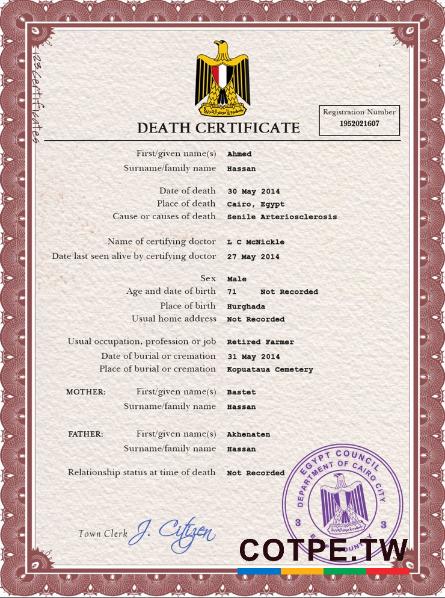 123Certificates
DEATH CERTIFICATE
Registration Number
1952021607
First/given name(s) Ahmed
Surname/family name Hassan
Date of death 30 May 2014
Place of death Cairo, Egypt
Cause or causes of death Senile Arteriosclerosis
Name of certifying doctor L C McNickle
Date last seen alive by certifying doctor 27 May 2014
Sex Male
Age and date of birth 71 Not Recorded
Place of birth Hurghada
Usual home address Not Recorded
Usual occupation, profession or job Retired Farmer
Date of burial or cremation 31 May 2014
Place of burial or cremation Kopuataua Cemetery
MOTHER: First/given name(s) Bastet
Surname/family name Hassan
FATHER: First/given name(s) Akhenaten
Surname/family name Hassan
Relationship status at time of death Not Recorded
EGYPT COUNCIL
DEPARTMENT OF CAIRO CITY
3 3
Town Clerk J. Citizen
COTPE.TW